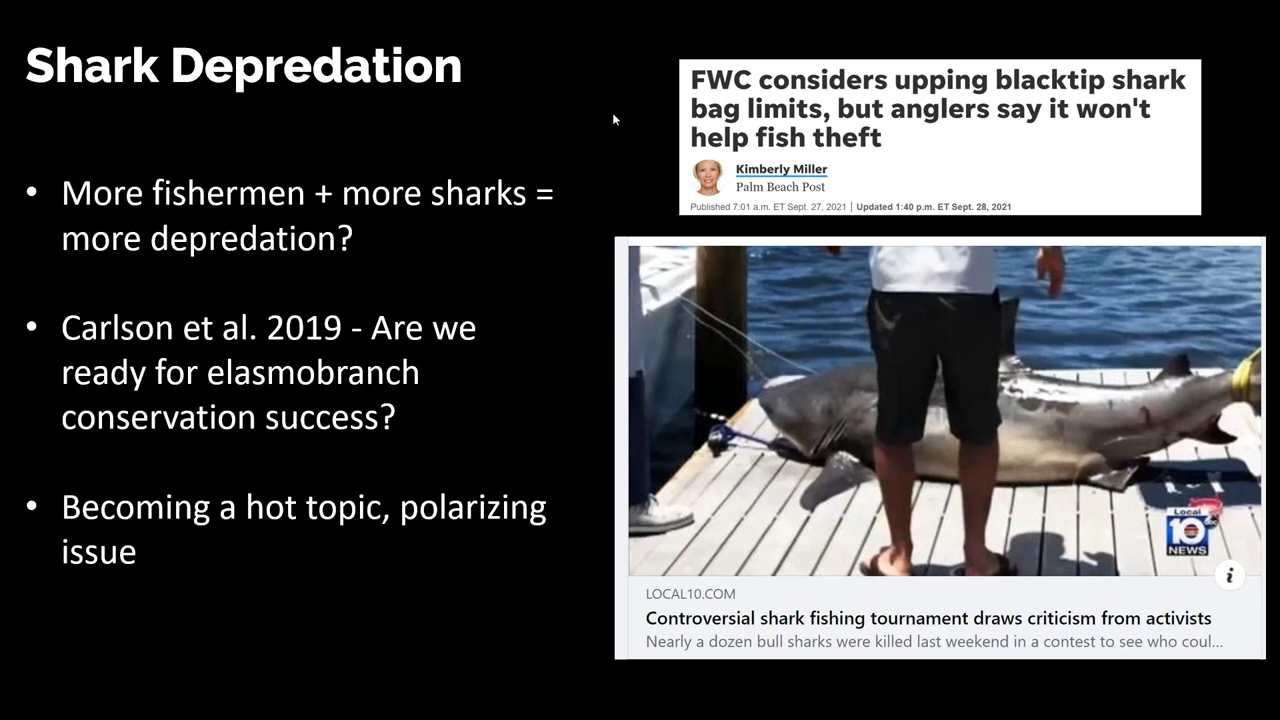 Shark Depredation
• More fishermen + more sharks =
more depredation?
• Carlson et al. 2019 - Are we
ready for elasmobranch
conservation success?
• Becoming a hot topic, polarizing
issue
FWC considers upping blacktip shark
bag limits, but anglers say it won't
help fish theft
Kimberly Miller
Palm Beach Post
Published 7:01 a.m. ET Sept. 27, 2021 | Updated 1:40 p.m. ET Sept. 28, 2021
Local
10
abc
NEWS
i
LOCAL10.COM
Controversial shark fishing tournament draws criticism from activists
Nearly a dozen bull sharks were killed last weekend in a contest to see who coul...